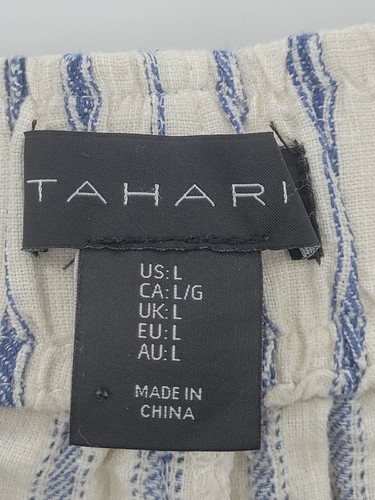 TAHARI
US: L
CA: L/G
UK: L
EU: L
AU: L
MADE IN
CHINA